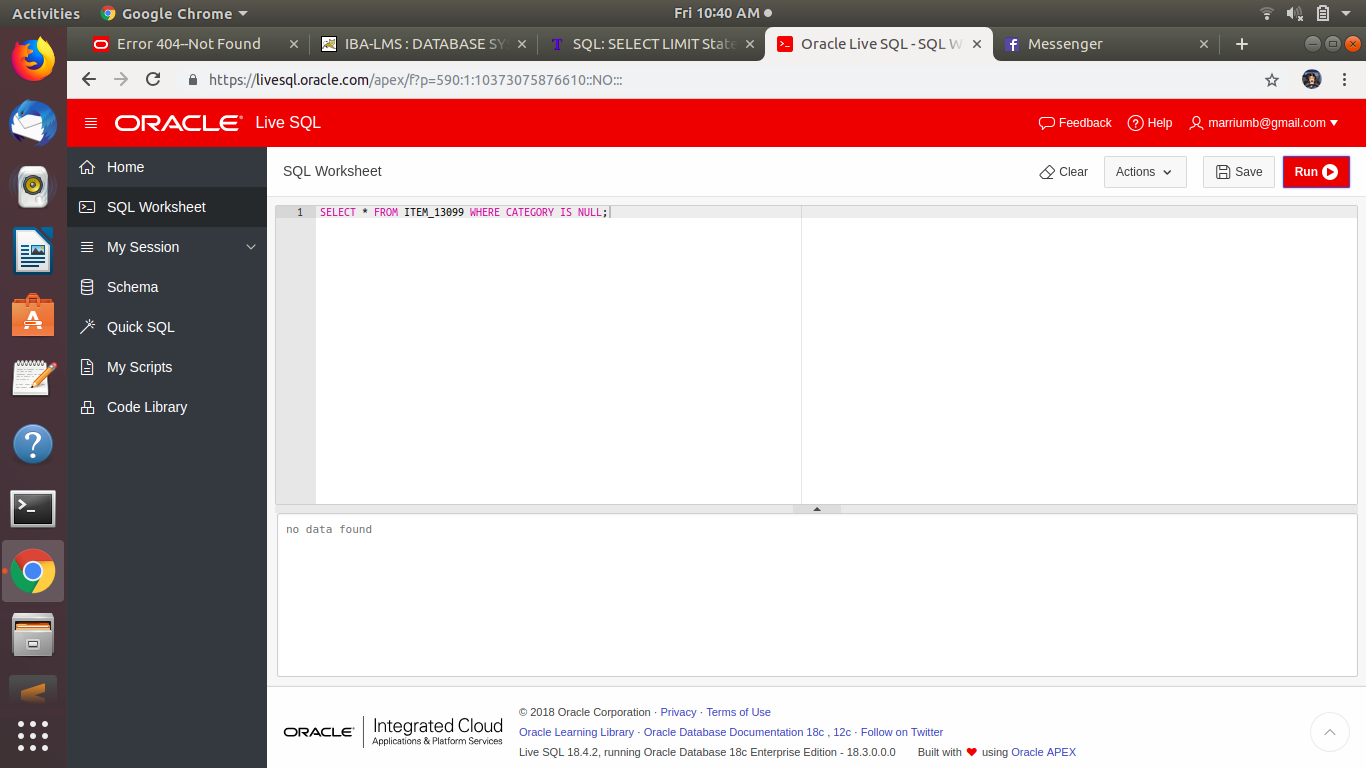 Activities Google Chrome Fri 10:40 AM
Error 404--Not Found IBA-LMS : DATABASE SY SQL: SELECT LIMIT State Oracle Live SQL - SQL W Messenger
https://livesql.oracle.com/apex/f?p=590:1:10373075876610::NO:::
ORACLE Live SQL Feedback Help marriumb@gmail.com
Home
SQL Worksheet
My Session
Schema
Quick SQL
My Scripts
Code Library
SQL Worksheet Clear Actions Save Run
1 SELECT * FROM ITEM_13099 WHERE CATEGORY IS NULL;
no data found
ORACLE Integrated Cloud
Applications & Platform Services
© 2018 Oracle Corporation · Privacy · Terms of Use
Oracle Learning Library · Oracle Database Documentation 18c , 12c · Follow on Twitter
Live SQL 18.4.2, running Oracle Database 18c Enterprise Edition - 18.3.0.0.0 Built with ♥ using Oracle APEX